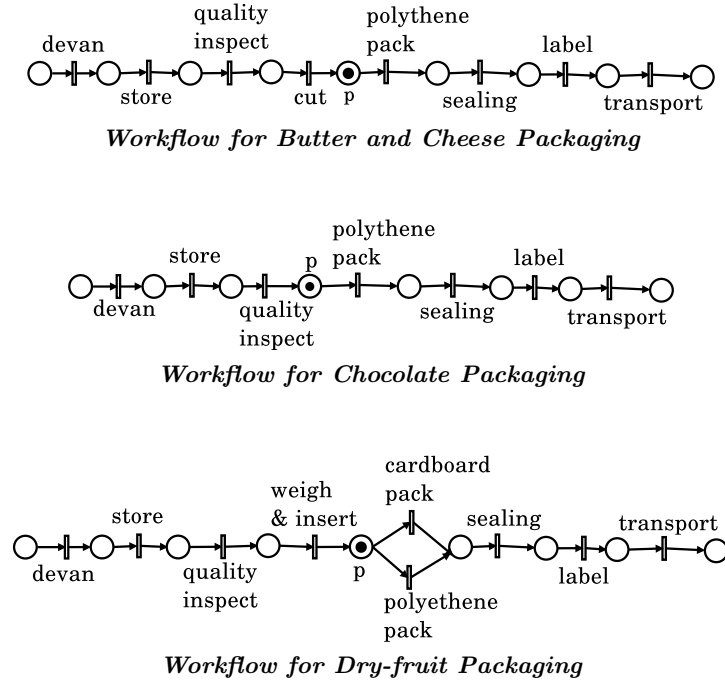 quality
inspect
polythene
pack
devan
label
store
cut
p
sealing
transport
Workflow for Butter and Cheese Packaging
polythene
pack
store
p
label
devan
quality
inspect
sealing
transport
Workflow for Chocolate Packaging
cardboard
pack
weigh
& insert
store
sealing
transport
devan
quality
inspect
p
label
polyethene
pack
Workflow for Dry-fruit Packaging